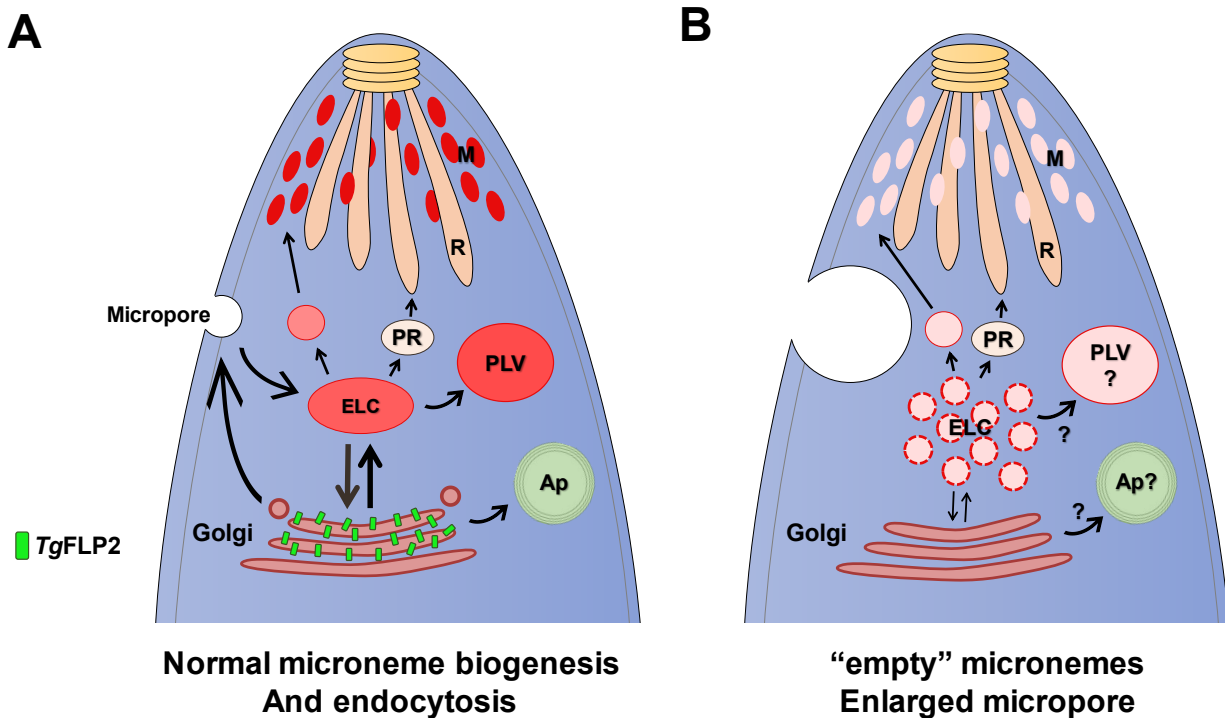 A
M
R
Micropore
PR
PLV
ELC
Ap
Golgi
TgFLP2
Normal microneme biogenesis
And endocytosis
B
M
R
PR
PLV
?
ELC
?
Ap?
?
Golgi
“empty” micronemes
Enlarged micropore